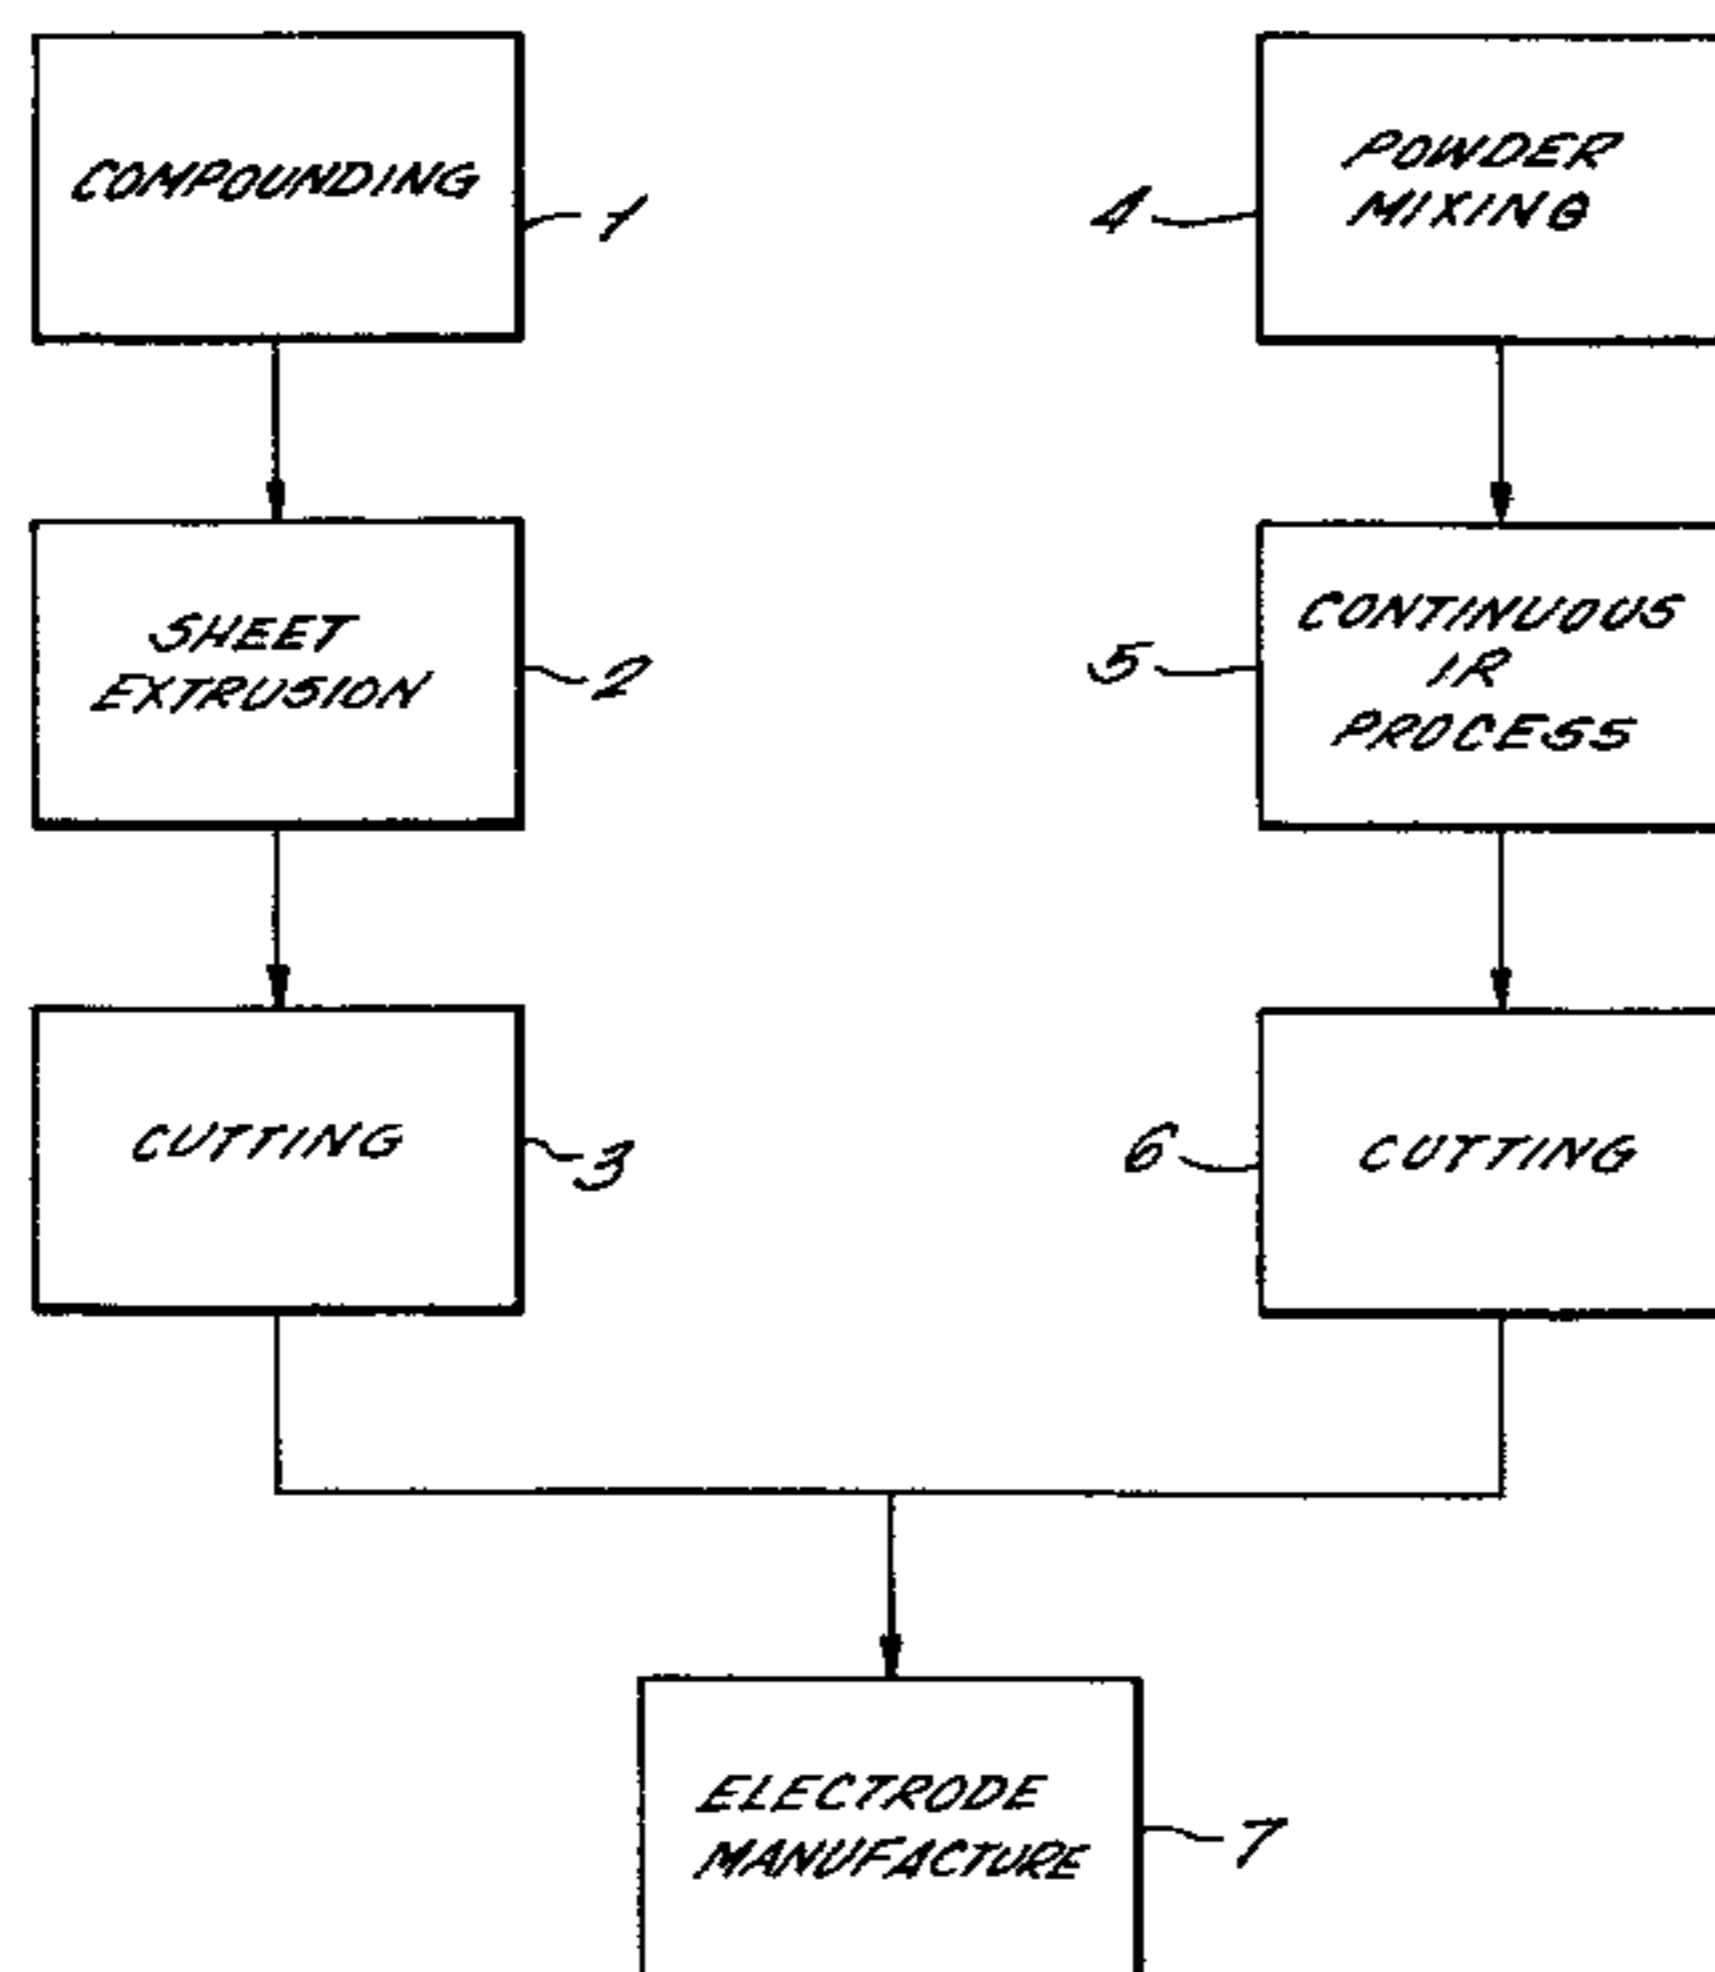 COMPOUNDING
1
SHEET
EXTRUSION
2
CUTTING
3
POWDER
MIXING
4
CONTINUOUS
IR
PROCESS
5
CUTTING
6
ELECTRODE
MANUFACTURE
7